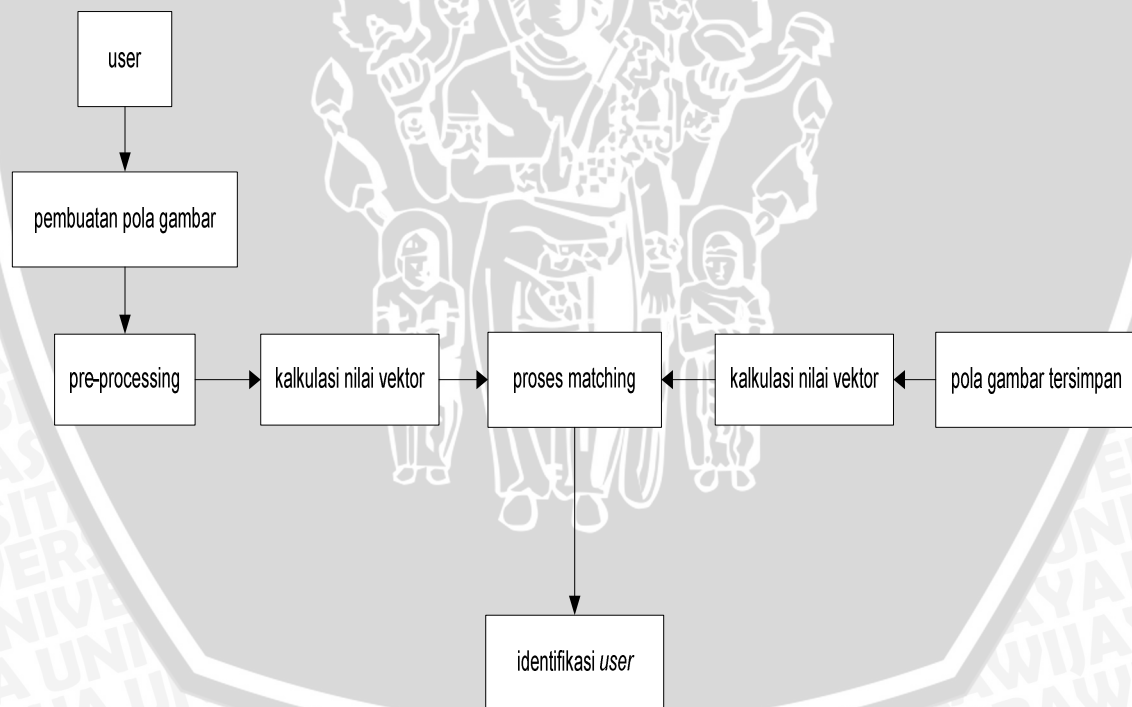 user
pembuatan pola gambar
pre-processing
kalkulasi nilai vektor
proses matching
kalkulasi nilai vektor
pola gambar tersimpan
identifikasi user